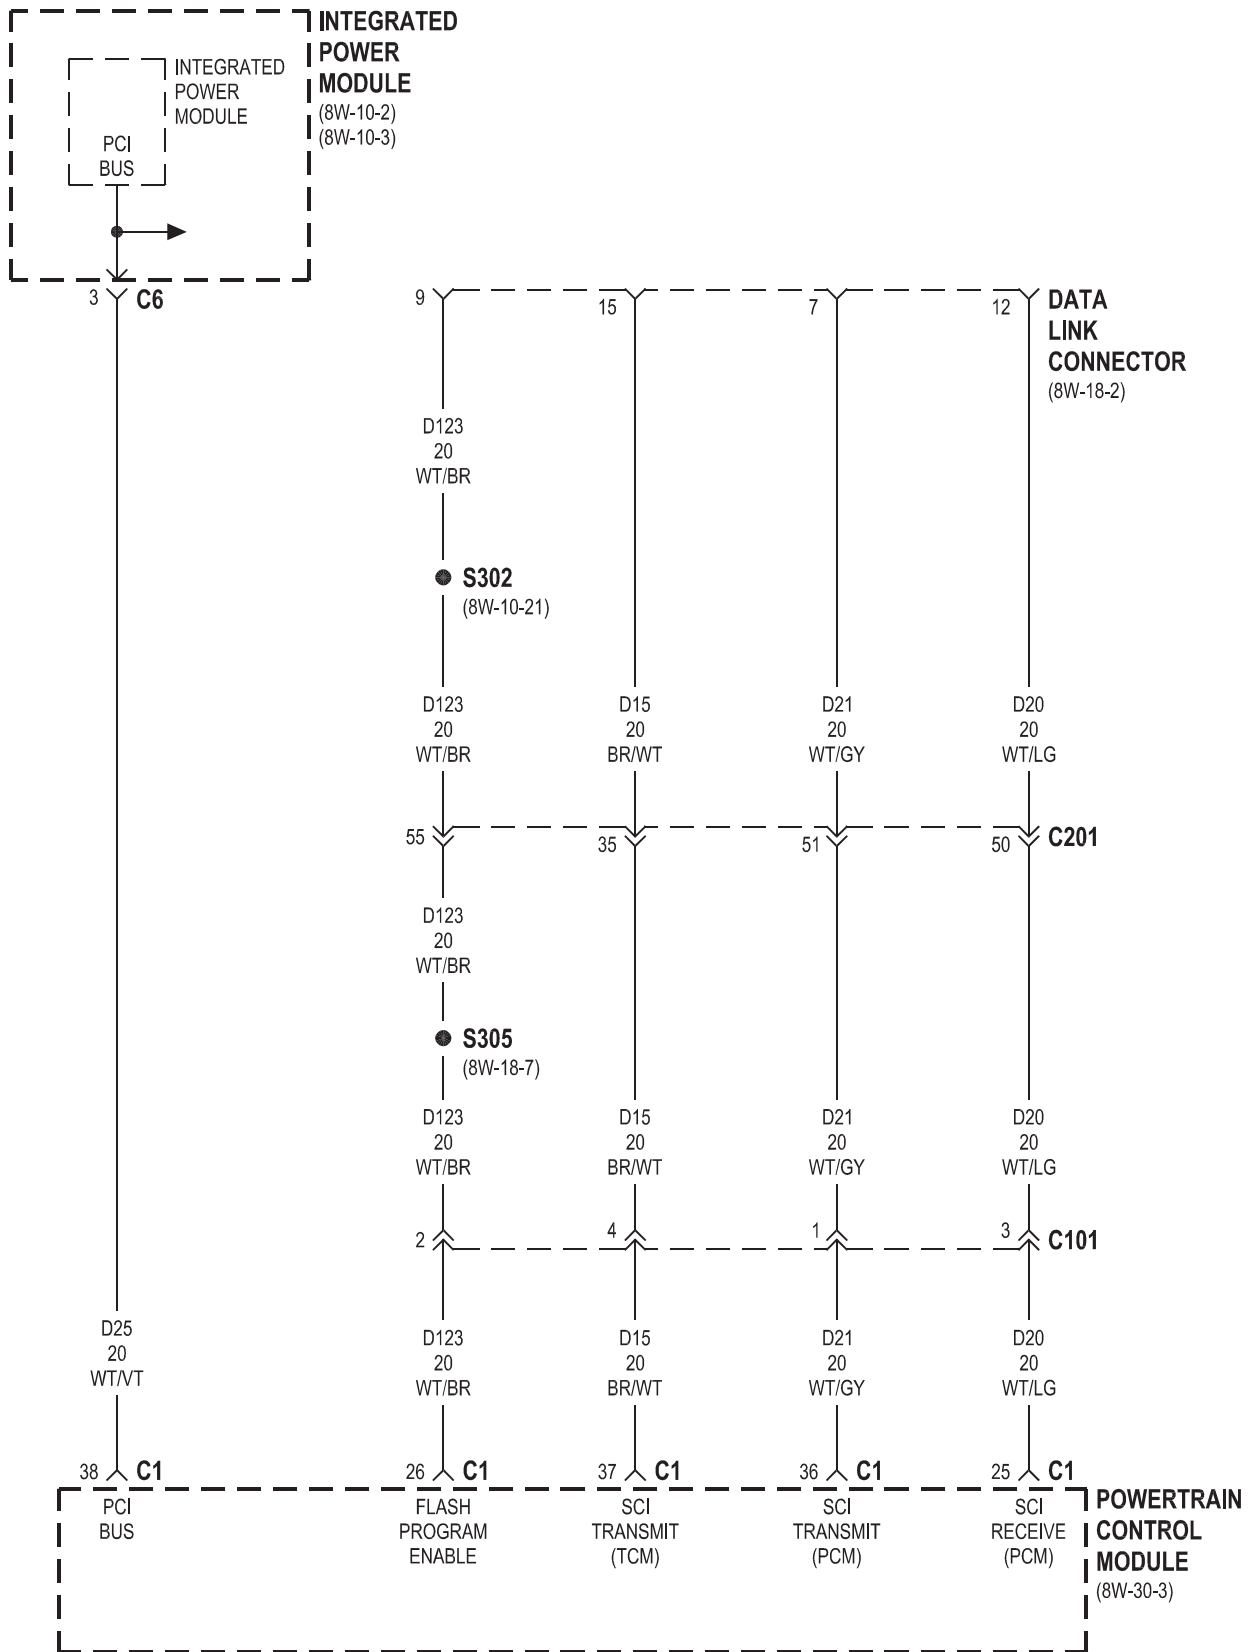 INTEGRATED
POWER
MODULE
(8W-10-2)
(8W-10-3)
INTEGRATED
POWER
MODULE
PCI
BUS
3 C6
9 15 7 12
DATA
LINK
CONNECTOR
(8W-18-2)
D123
20
WT/BR
S302
(8W-10-21)
D123 D15 D21 D20
20 20 20 20
WT/BR BR/WT WT/GY WT/LG
55 35 51 50 C201
D123
20
WT/BR
S305
(8W-18-7)
D123 D15 D21 D20
20 20 20 20
WT/BR BR/WT WT/GY WT/LG
2 4 1 3 C101
D25 D123 D15 D21 D20
20 20 20 20 20
WT/VT WT/BR BR/WT WT/GY WT/LG
38 C1 26 C1 37 C1 36 C1 25 C1
PCI FLASH SCI SCI SCI
BUS PROGRAM TRANSMIT TRANSMIT RECEIVE
ENABLE (TCM) (PCM) (PCM)
POWERTRAIN
CONTROL
MODULE
(8W-30-3)